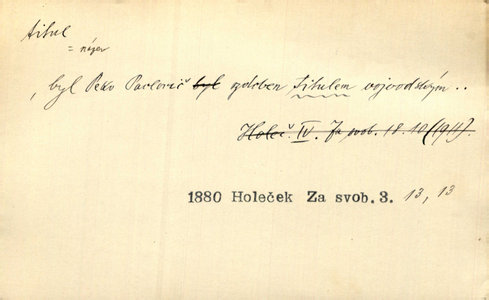 titul
= název
, byl Peko Pavlovič byl zdoben titulem vojvodským..
Holeč. IV. Za svob. 18.10 (1911).
1880 Holeček Za svob. 3. 13, 13